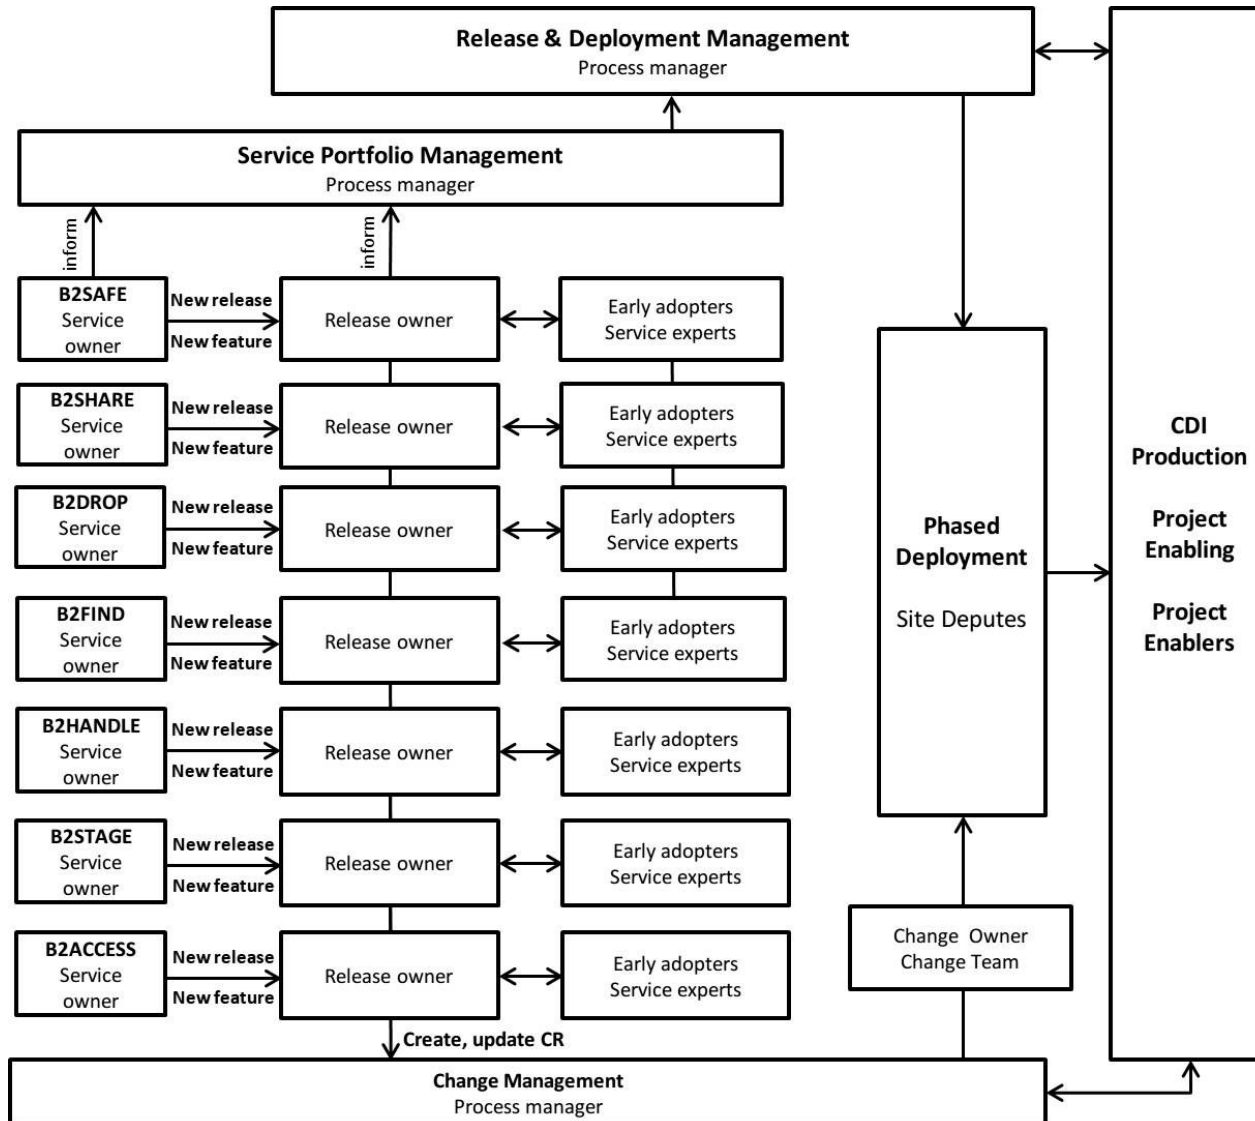 Release & Deployment Management
Process manager
Service Portfolio Management
Process manager
inform
inform
B2SAFE
Service
owner
New release
New feature
Release owner
Early adopters
Service experts
B2SHARE
Service
owner
New release
New feature
Release owner
Early adopters
Service experts
B2DROP
Service
owner
New release
New feature
Release owner
Early adopters
Service experts
B2FIND
Service
owner
New release
New feature
Release owner
Early adopters
Service experts
B2HANDLE
Service
owner
New release
New feature
Release owner
Early adopters
Service experts
B2STAGE
Service
owner
New release
New feature
Release owner
Early adopters
Service experts
B2ACCESS
Service
owner
New release
New feature
Release owner
Early adopters
Service experts
Create, update CR
Change Management
Process manager
Phased
Deployment
Site Deputes
Change Owner
Change Team
CDI
Production
Project
Enabling
Project
Enablers